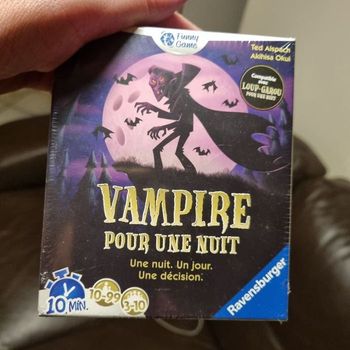 Funny
Game
Ted Alspach
Akihisa Okui
Compatible avec
LOUP-GAROU
POUR UNE NUIT
VAMPIRE
POUR UNE NUIT
Une nuit. Un jour.
Une décision.
10 MIN.
10-99
3-10
Ravensburger